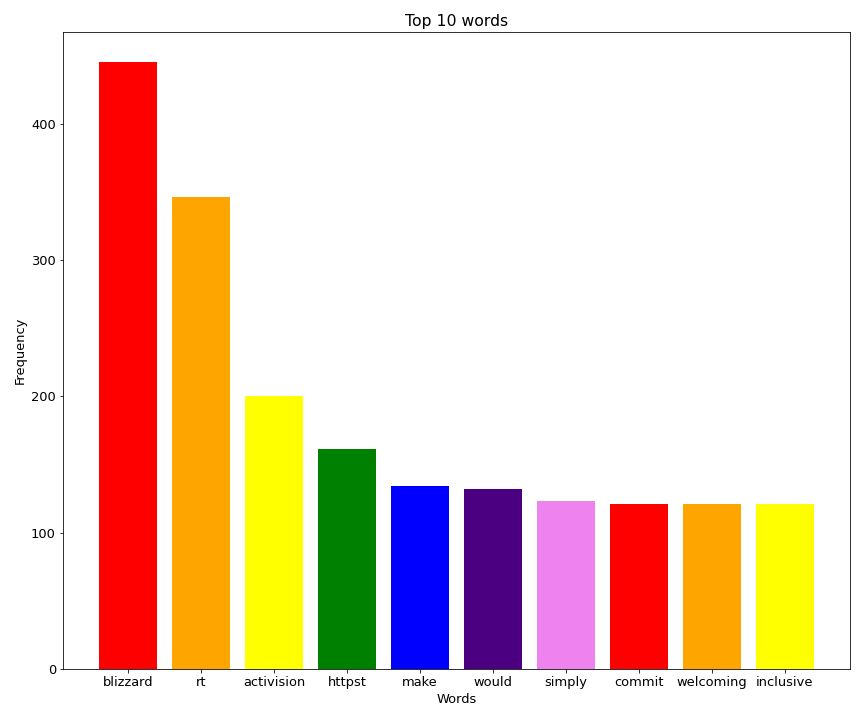 Top 10 words
Frequency
400
300
200
100
0
blizzard rt activision httpst make would simply commit welcoming inclusive
Words